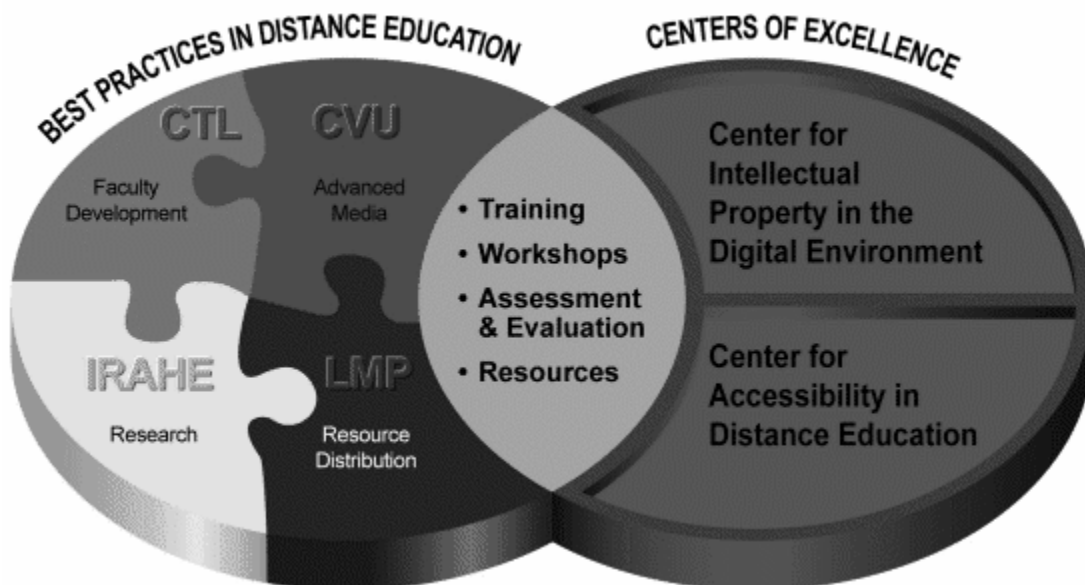 BEST PRACTICES IN DISTANCE EDUCATION
CTL
Faculty
Development
CVU
Advanced
Media
IRAHE
Research
LMP
Resource
Distribution
• Training
• Workshops
• Assessment
& Evaluation
• Resources
CENTERS OF EXCELLENCE
Center for
Intellectual
Property in the
Digital Environment
Center for
Accessibility in
Distance Education